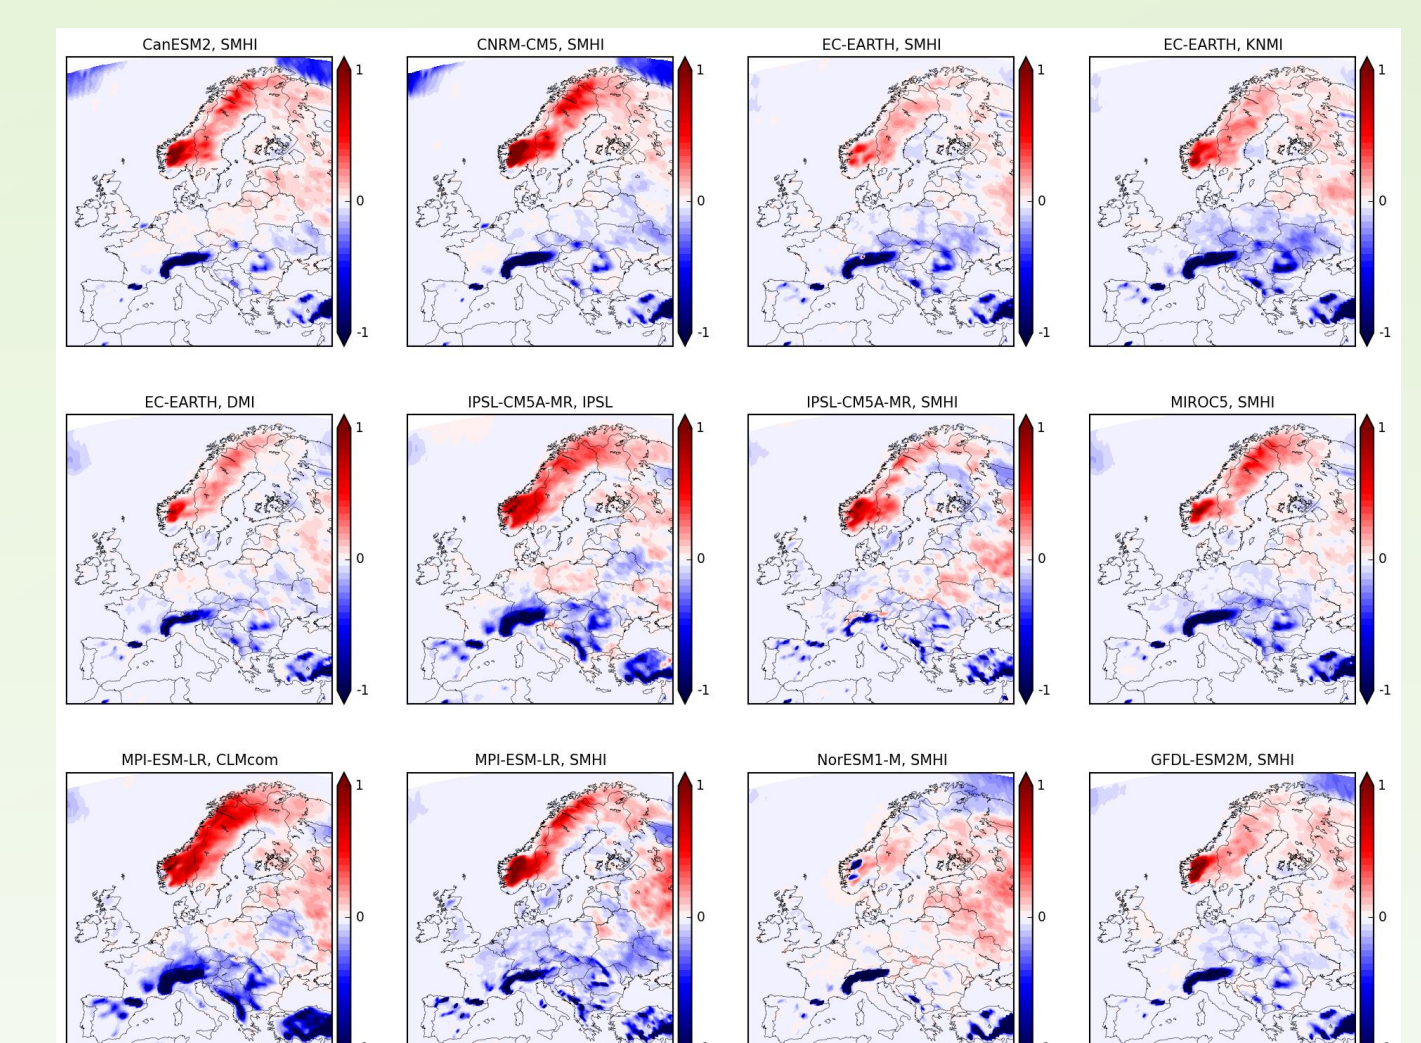 CanESM2, SMHI
CNRM-CM5, SMHI
EC-EARTH, SMHI
EC-EARTH, KNMI
1
0
-1
1
0
-1
1
0
-1
1
0
-1
EC-EARTH, DMI
IPSL-CM5A-MR, IPSL
IPSL-CM5A-MR, SMHI
MIROC5, SMHI
1
0
-1
1
0
-1
1
0
-1
1
0
-1
MPI-ESM-LR, CLMcom
MPI-ESM-LR, SMHI
NorESM1-M, SMHI
GFDL-ESM2M, SMHI
1
0
1
0
1
0
1
0